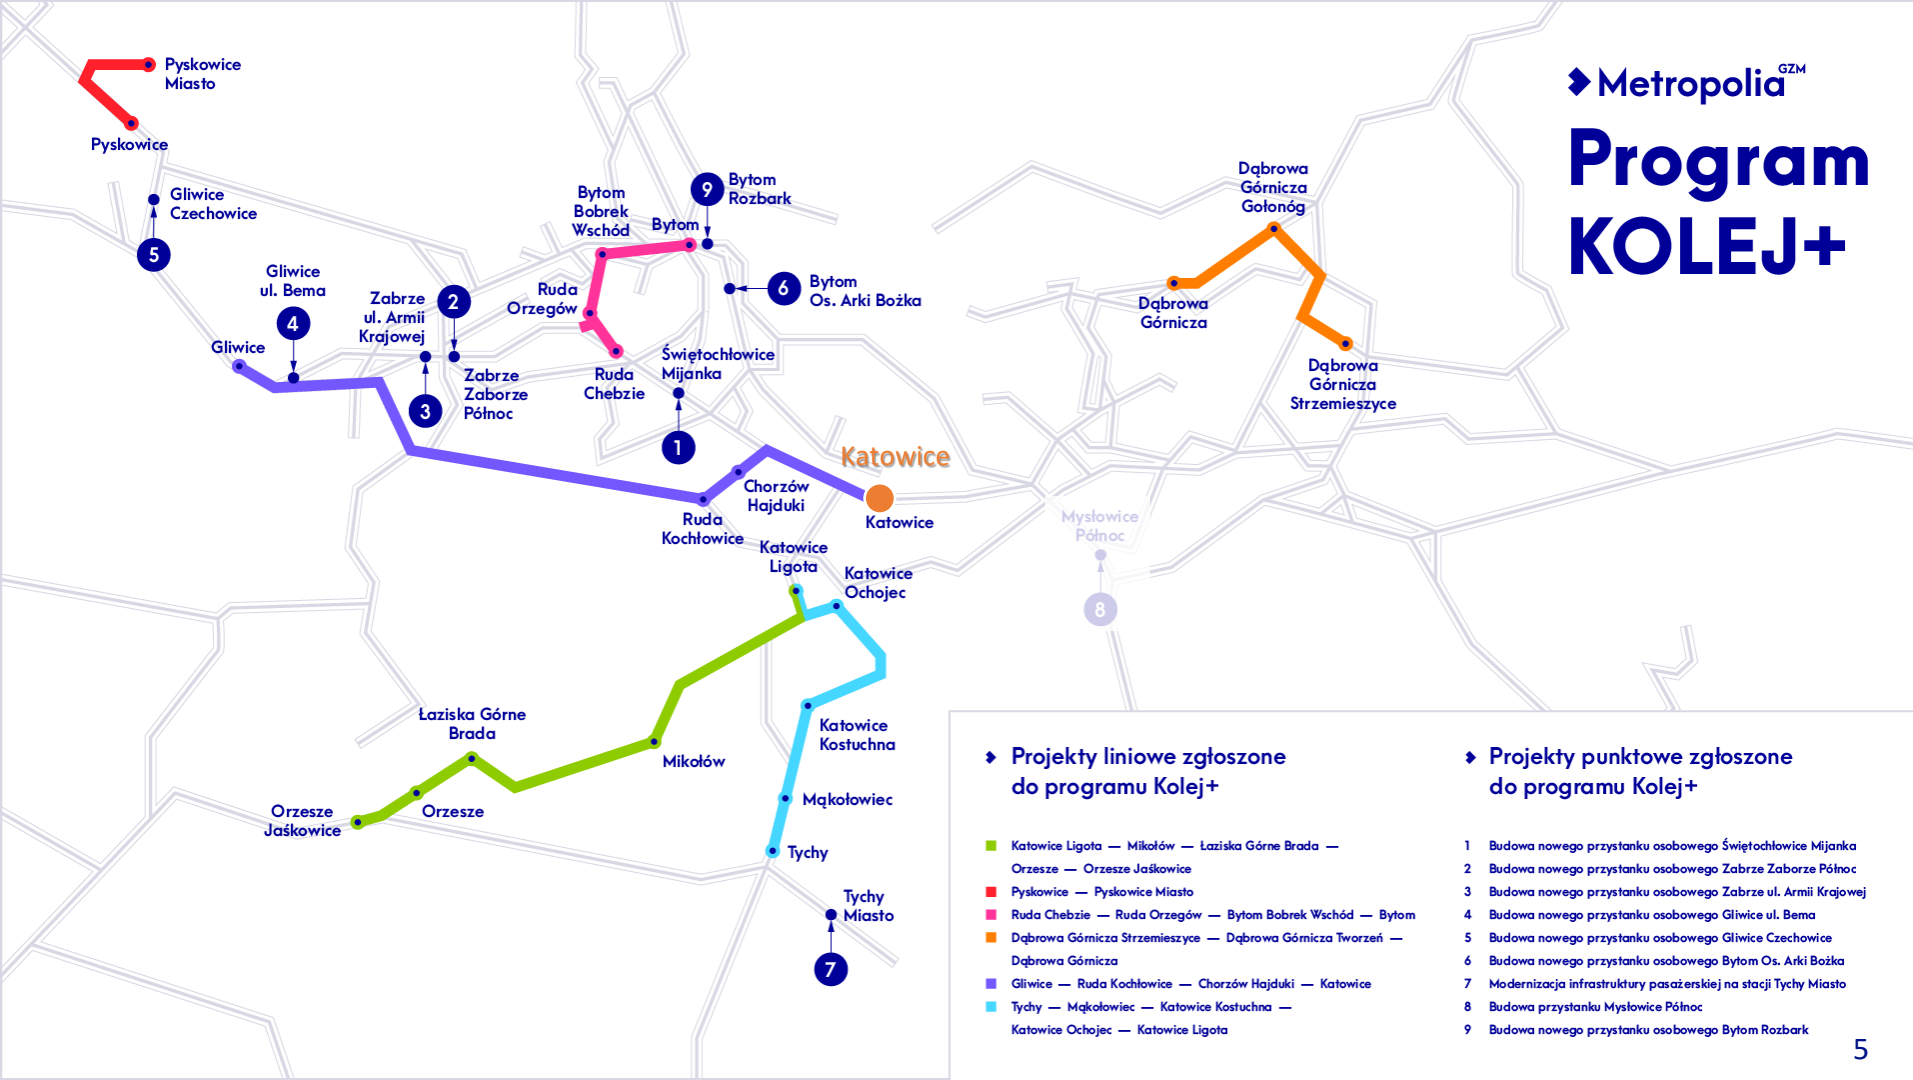 Metropolia GZM
Program
KOLEJ+
Pyskowice
Miasto
Pyskowice
Gliwice
Czechowice
5
Gliwice
ul. Bema
4
Gliwice
Zabrze
ul. Armii
Krajowej
3
2
Zabrze
Zaborze
Północ
Bytom
Bobrek
Wschód
Bytom
9
Bytom
Rozbark
6
Bytom
Os. Arki Bożka
Ruda
Orzegów
Ruda
Chebzie
Świętochłowice
Mijanka
1
Chorzów
Hajduki
Ruda
Kochłowice
Katowice
Katowice
Katowice
Ligota
Katowice
Ochojec
Dąbrowa
Górnicza
Gołonóg
Dąbrowa
Górnicza
Dąbrowa
Górnicza
Strzemieszyce
Mysłowice
Północ
8
Łaziska Górne
Brada
Mikołów
Orzesze
Orzesze
Jaśkowice
Katowice
Kostuchna
Mąkołowiec
Tychy
Tychy
Miasto
7
Projekty liniowe zgłoszone
do programu Kolej+
Katowice Ligota — Mikołów — Łaziska Górne Brada —
Orzesze — Orzesze Jaśkowice
Pyskowice — Pyskowice Miasto
Ruda Chebzie — Ruda Orzegów — Bytom Bobrek Wschód — Bytom
Dąbrowa Górnicza Strzemieszyce — Dąbrowa Górnicza Tworzeń —
Dąbrowa Górnicza
Gliwice — Ruda Kochłowice — Chorzów Hajduki — Katowice
Tychy — Mąkołowiec — Katowice Kostuchna —
Katowice Ochojec — Katowice Ligota
Projekty punktowe zgłoszone
do programu Kolej+
1 Budowa nowego przystanku osobowego Świętochłowice Mijanka
2 Budowa nowego przystanku osobowego Zabrze Zaborze Północ
3 Budowa nowego przystanku osobowego Zabrze ul. Armii Krajowej
4 Budowa nowego przystanku osobowego Gliwice ul. Bema
5 Budowa nowego przystanku osobowego Gliwice Czechowice
6 Budowa nowego przystanku osobowego Bytom Os. Arki Bożka
7 Modernizacja infrastruktury pasażerskiej na stacji Tychy Miasto
8 Budowa przystanku Mysłowice Północ
9 Budowa nowego przystanku osobowego Bytom Rozbark
5